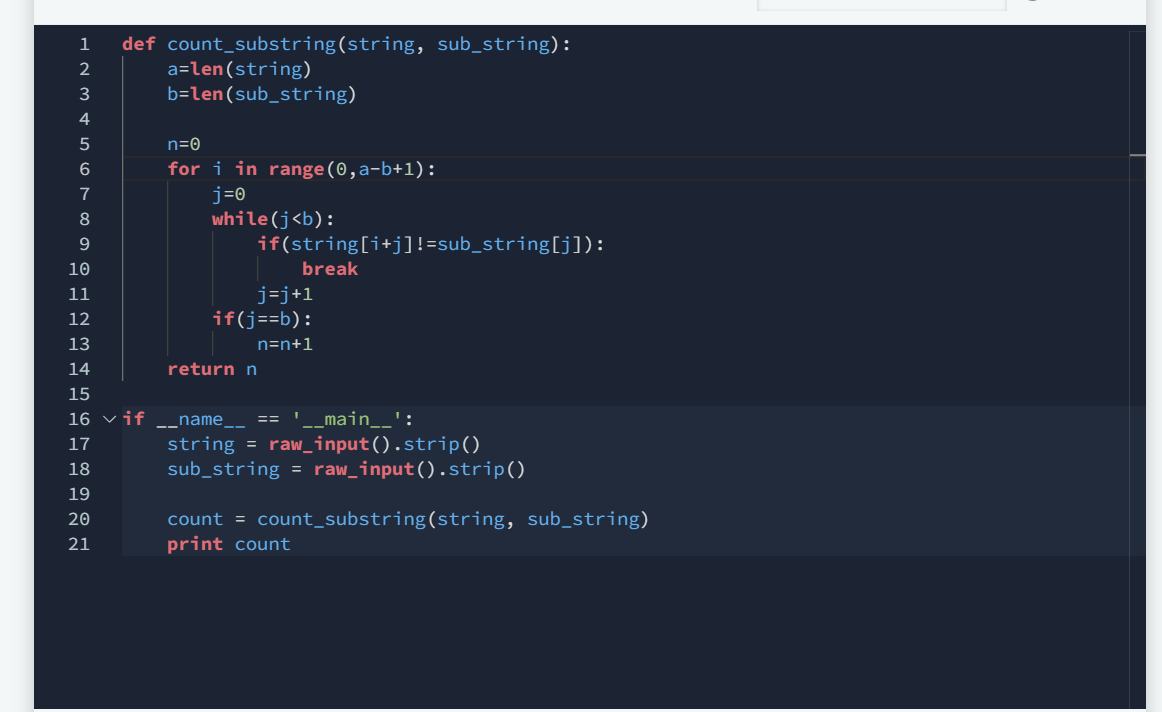 1 def count_substring(string, sub_string):
2     a=len(string)
3     b=len(sub_string)
4
5     n=0
6     for i in range(0,a-b+1):
7         j=0
8         while(j<b):
9             if(string[i+j]!=sub_string[j]):
10                 break
11             j=j+1
12         if(j==b):
13             n=n+1
14     return n
15
16 if __name__ == '__main__':
17     string = raw_input().strip()
18     sub_string = raw_input().strip()
19
20     count = count_substring(string, sub_string)
21     print count